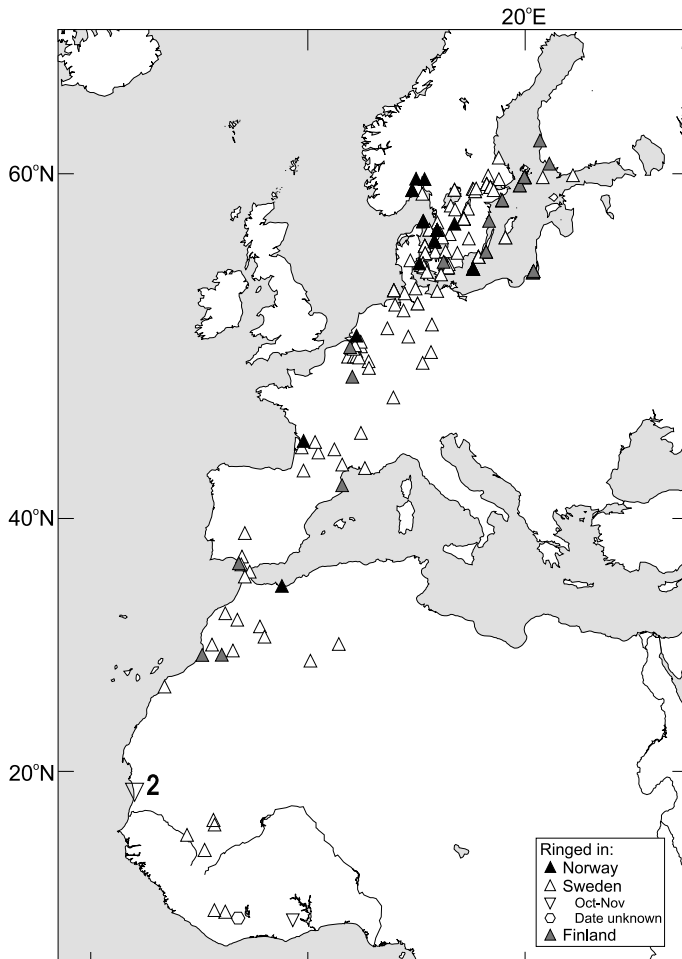 20°E
60°N
40°N
20°N
2
Ringed in:
Norway
Sweden
Oct-Nov
Date unknown
Finland